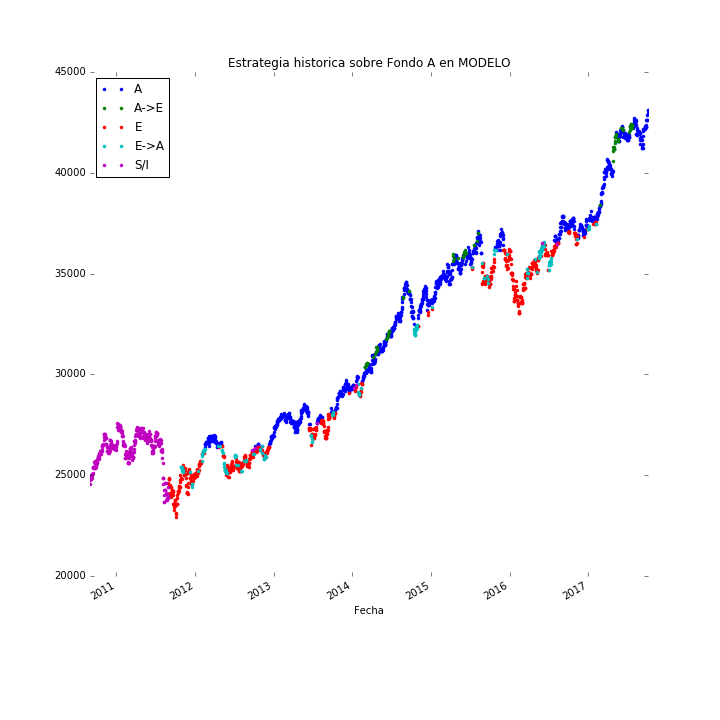 Estrategia historica sobre Fondo A en MODELO
45000
40000
35000
30000
25000
20000
A
A->E
E
E->A
S/I
2011
2012
2013
2014
2015
2016
2017
Fecha